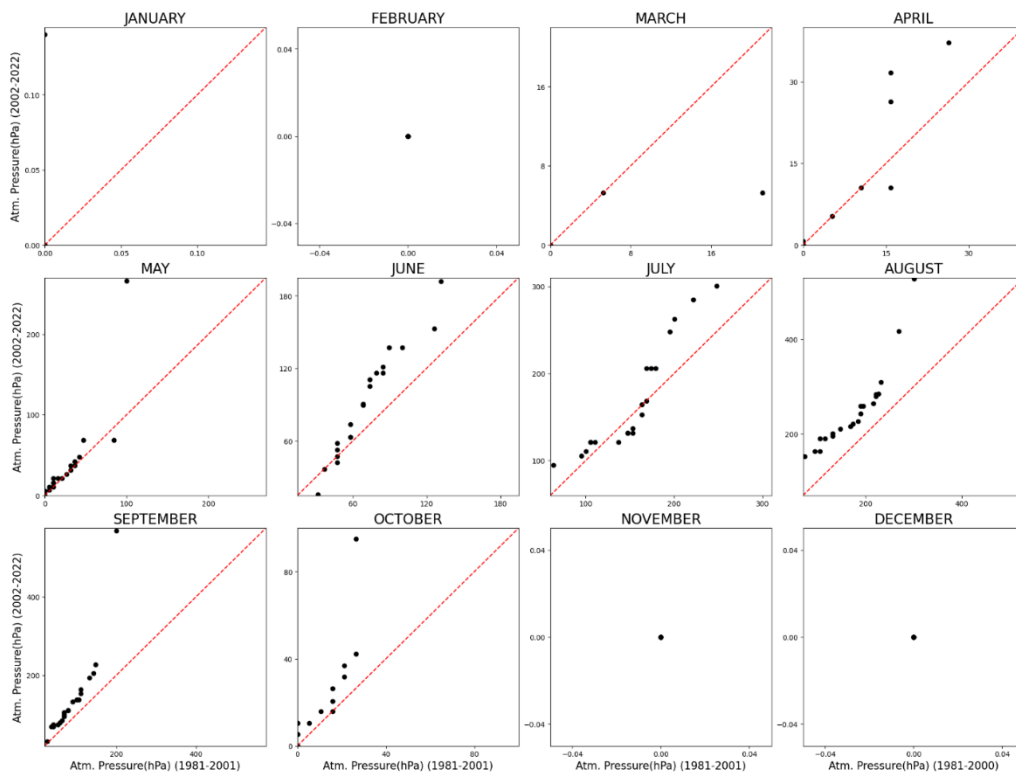 JANUARY FEBRUARY MARCH APRIL
Atm. Pressure(hPa) (2002-2022)
0.10
0.05
0.00
0.05 0.10
0.04
0.00
−0.04
−0.04 0.00 0.04
16
8
0
4 16
30
15
0
15 30
MAY JUNE JULY AUGUST
Atm. Pressure(hPa) (2002-2022)
200
100
0
0 100 200
180
120
60
60 120 180
300
200
100
100 200 300
400
200
200 400
SEPTEMBER OCTOBER NOVEMBER DECEMBER
Atm. Pressure(hPa) (2002-2022)
400
200
200 400
80
40
0
0 40 80
0.04
0.00
−0.04
−0.04 0.00 0.04
0.04
0.00
−0.04
−0.04 0.00 0.04
Atm. Pressure(hPa) (1981-2001) Atm. Pressure(hPa) (1981-2001) Atm. Pressure(hPa) (1981-2001) Atm. Pressure(hPa) (1981-2000)